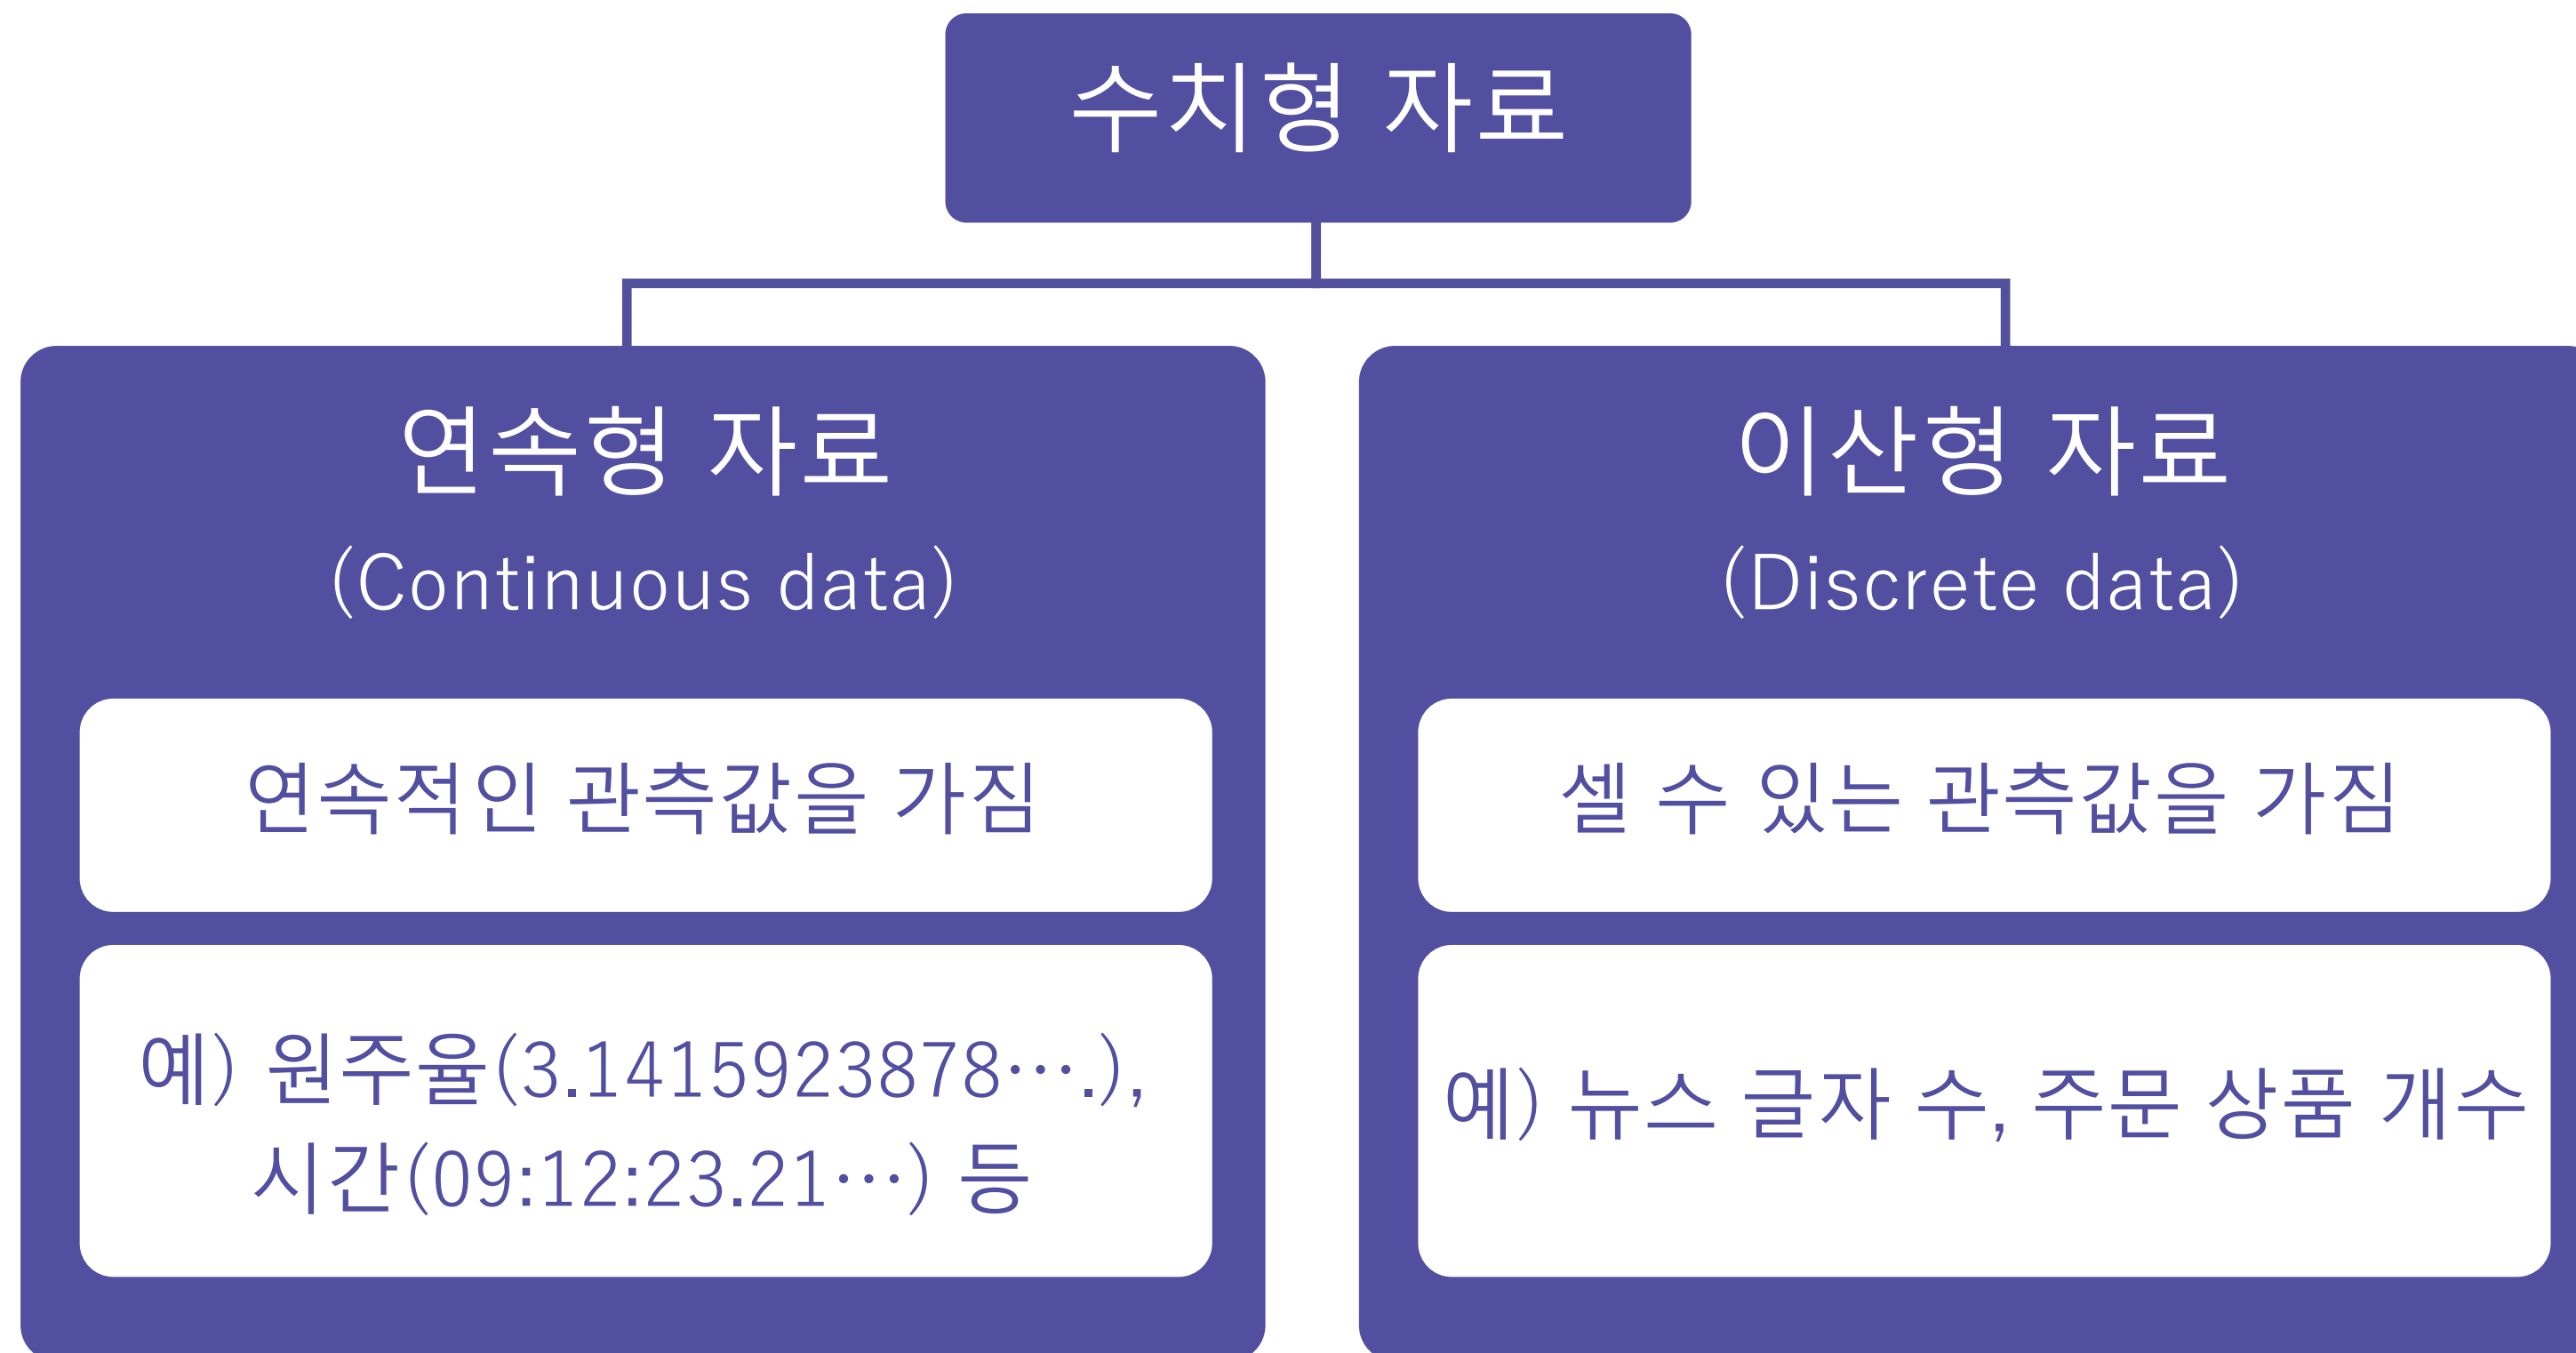 수치형 자료
연속형 자료
(Continuous data)
연속적인 관측값을 가짐
예) 원주율(3.1415923878….),
시간(09:12:23.21…) 등
이산형 자료
(Discrete data)
셀 수 있는 관측값을 가짐
예) 뉴스 글자 수, 주문 상품 개수